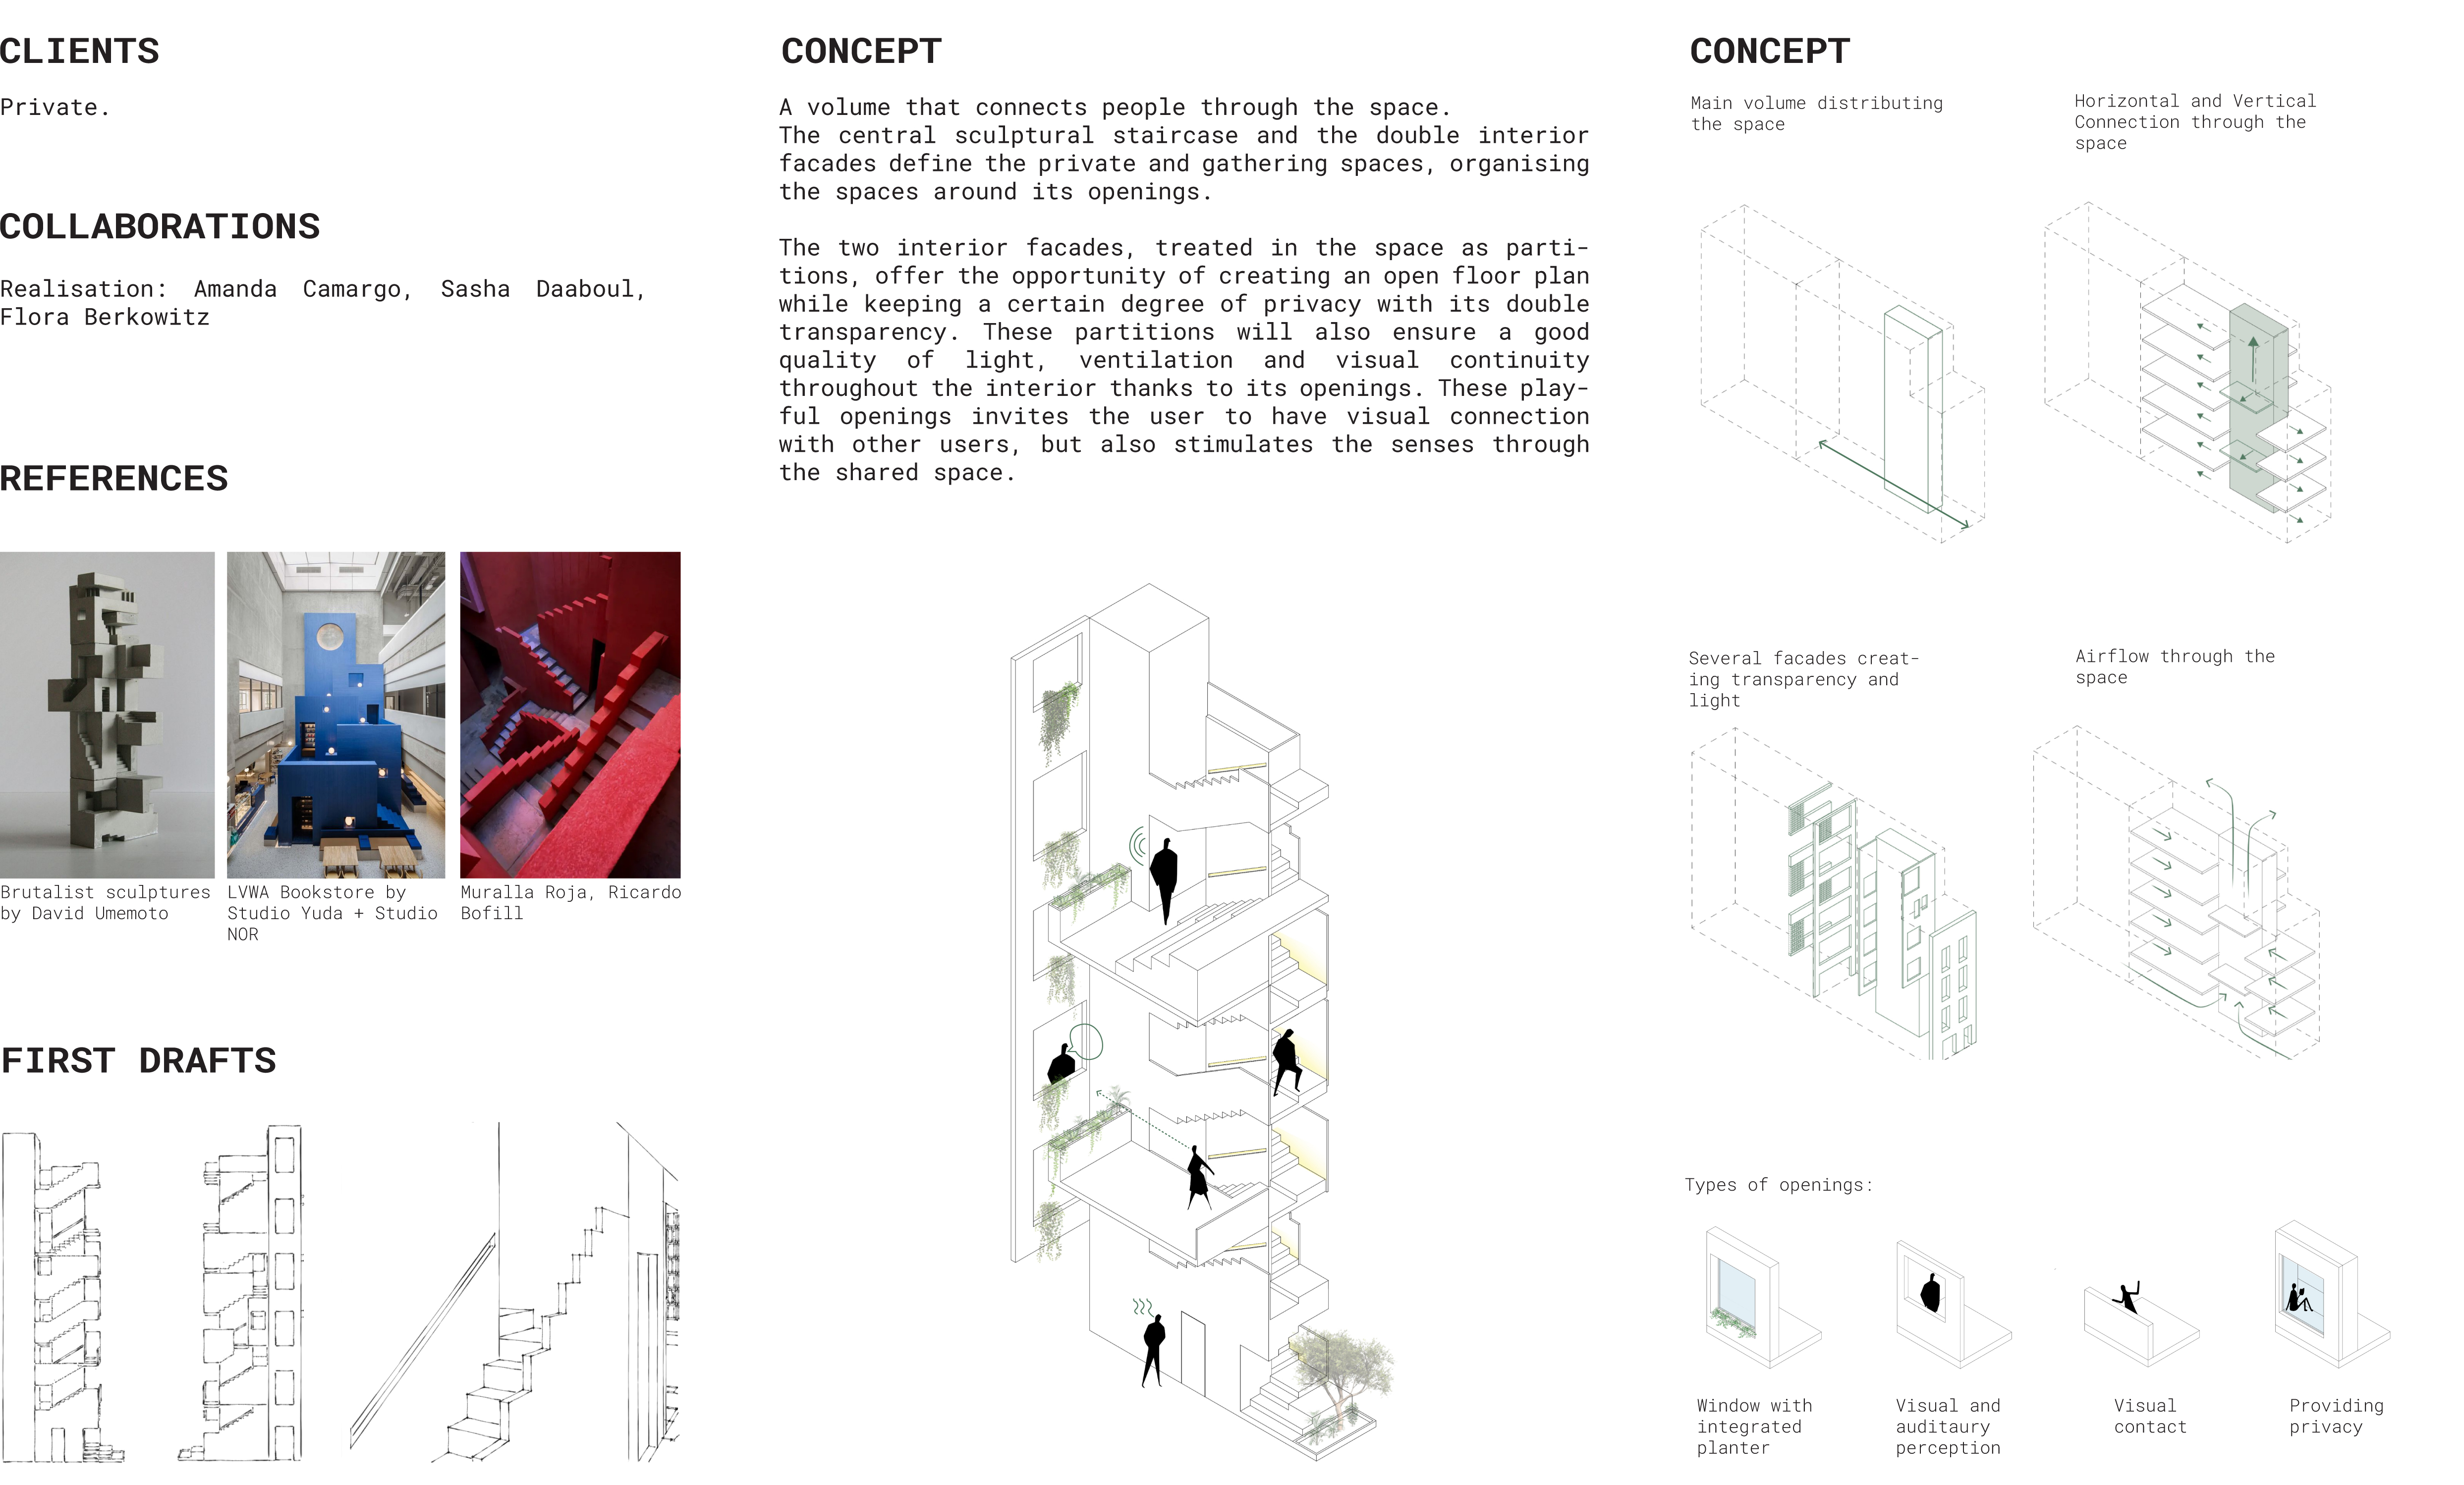 CLIENTS
Private.
COLLABORATIONS
Realisation: Amanda Camargo, Sasha Daaboul,
Flora Berkowitz
REFERENCES
Brutalist sculptures
by David Umemoto
LVWA Bookstore by
Studio Yuda + Studio
NOR
Muralla Roja, Ricardo
Bofill
FIRST DRAFTS
CONCEPT
A volume that connects people through the space.
The central sculptural staircase and the double interior
facades define the private and gathering spaces, organising
the spaces around its openings.
The two interior facades, treated in the space as parti-
tions, offer the opportunity of creating an open floor plan
while keeping a certain degree of privacy with its double
transparency. These partitions will also ensure a good
quality of light, ventilation and visual continuity
throughout the interior thanks to its openings. These play-
ful openings invites the user to have visual connection
with other users, but also stimulates the senses through
the shared space.
CONCEPT
Main volume distributing
the space
Horizontal and Vertical
Connection through the
space
Several facades creat-
ing transparency and
light
Airflow through the
space
Types of openings:
Window with
integrated
planter
Visual and
auditaury
perception
Visual
contact
Providing
privacy